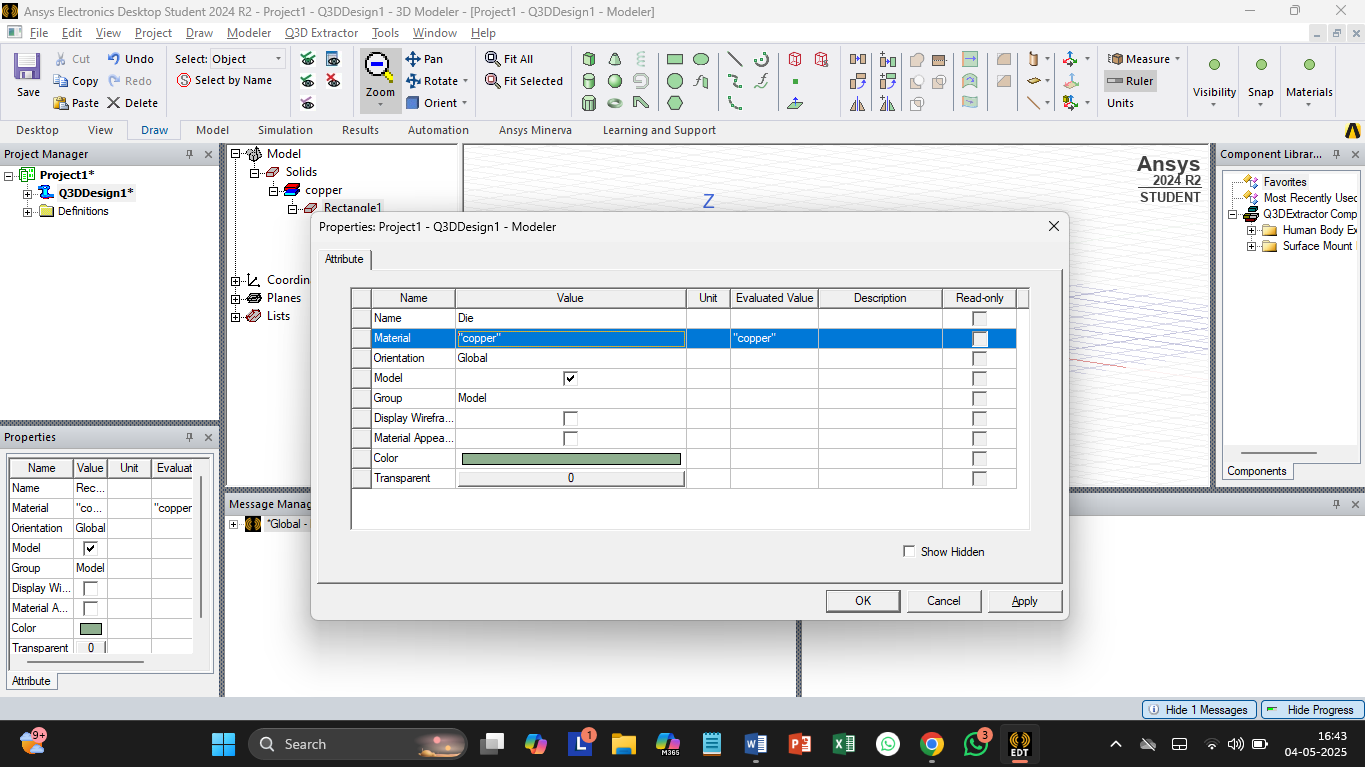 Ansys Electronics Desktop Student 2024 R2 - Project1 - Q3DDesign1 - 3D Modeler - [Project1 - Q3DDesign1 - Modeler]
File Edit View Project Draw Modeler Q3D Extractor Tools Window Help
Save
Cut
Copy
Paste
Undo
Redo
Delete
Select: Object
Select by Name
Zoom
Pan
Rotate
Orient
Fit All
Fit Selected
Measure
Ruler
Units
Visibility
Snap
Materials
Desktop View Draw Model Simulation Results Automation Ansys Minerva Learning and Support
Project Manager
Project1*
Q3DDesign1*
Definitions
Model
Solids
copper
Rectangle1
Coordin
Planes
Lists
Z
Ansys
2024 R2
STUDENT
Component Librar...
Favorites
Most Recently Used
Q3DExtractor Comp
Human Body Ex
Surface Mount
Components
Properties: Project1 - Q3DDesign1 - Modeler
Attribute
Name Value Unit Evaluated Value Description Read-only
Name Die
Material "copper" "copper"
Orientation Global
Model
Group Model
Display Wirefra...
Material Appea...
Color
Transparent 0
Show Hidden
OK Cancel Apply
Properties
Name Value Unit Evaluat
Name Rec...
Material "co... "copper
Orientation Global
Model
Group Model
Display Wi...
Material A...
Color
Transparent 0
Attribute
Message Manag
"Global -
Hide 1 Messages Hide Progress
9+
Search
L
1
M365
3
EDT
16:43
04-05-2025